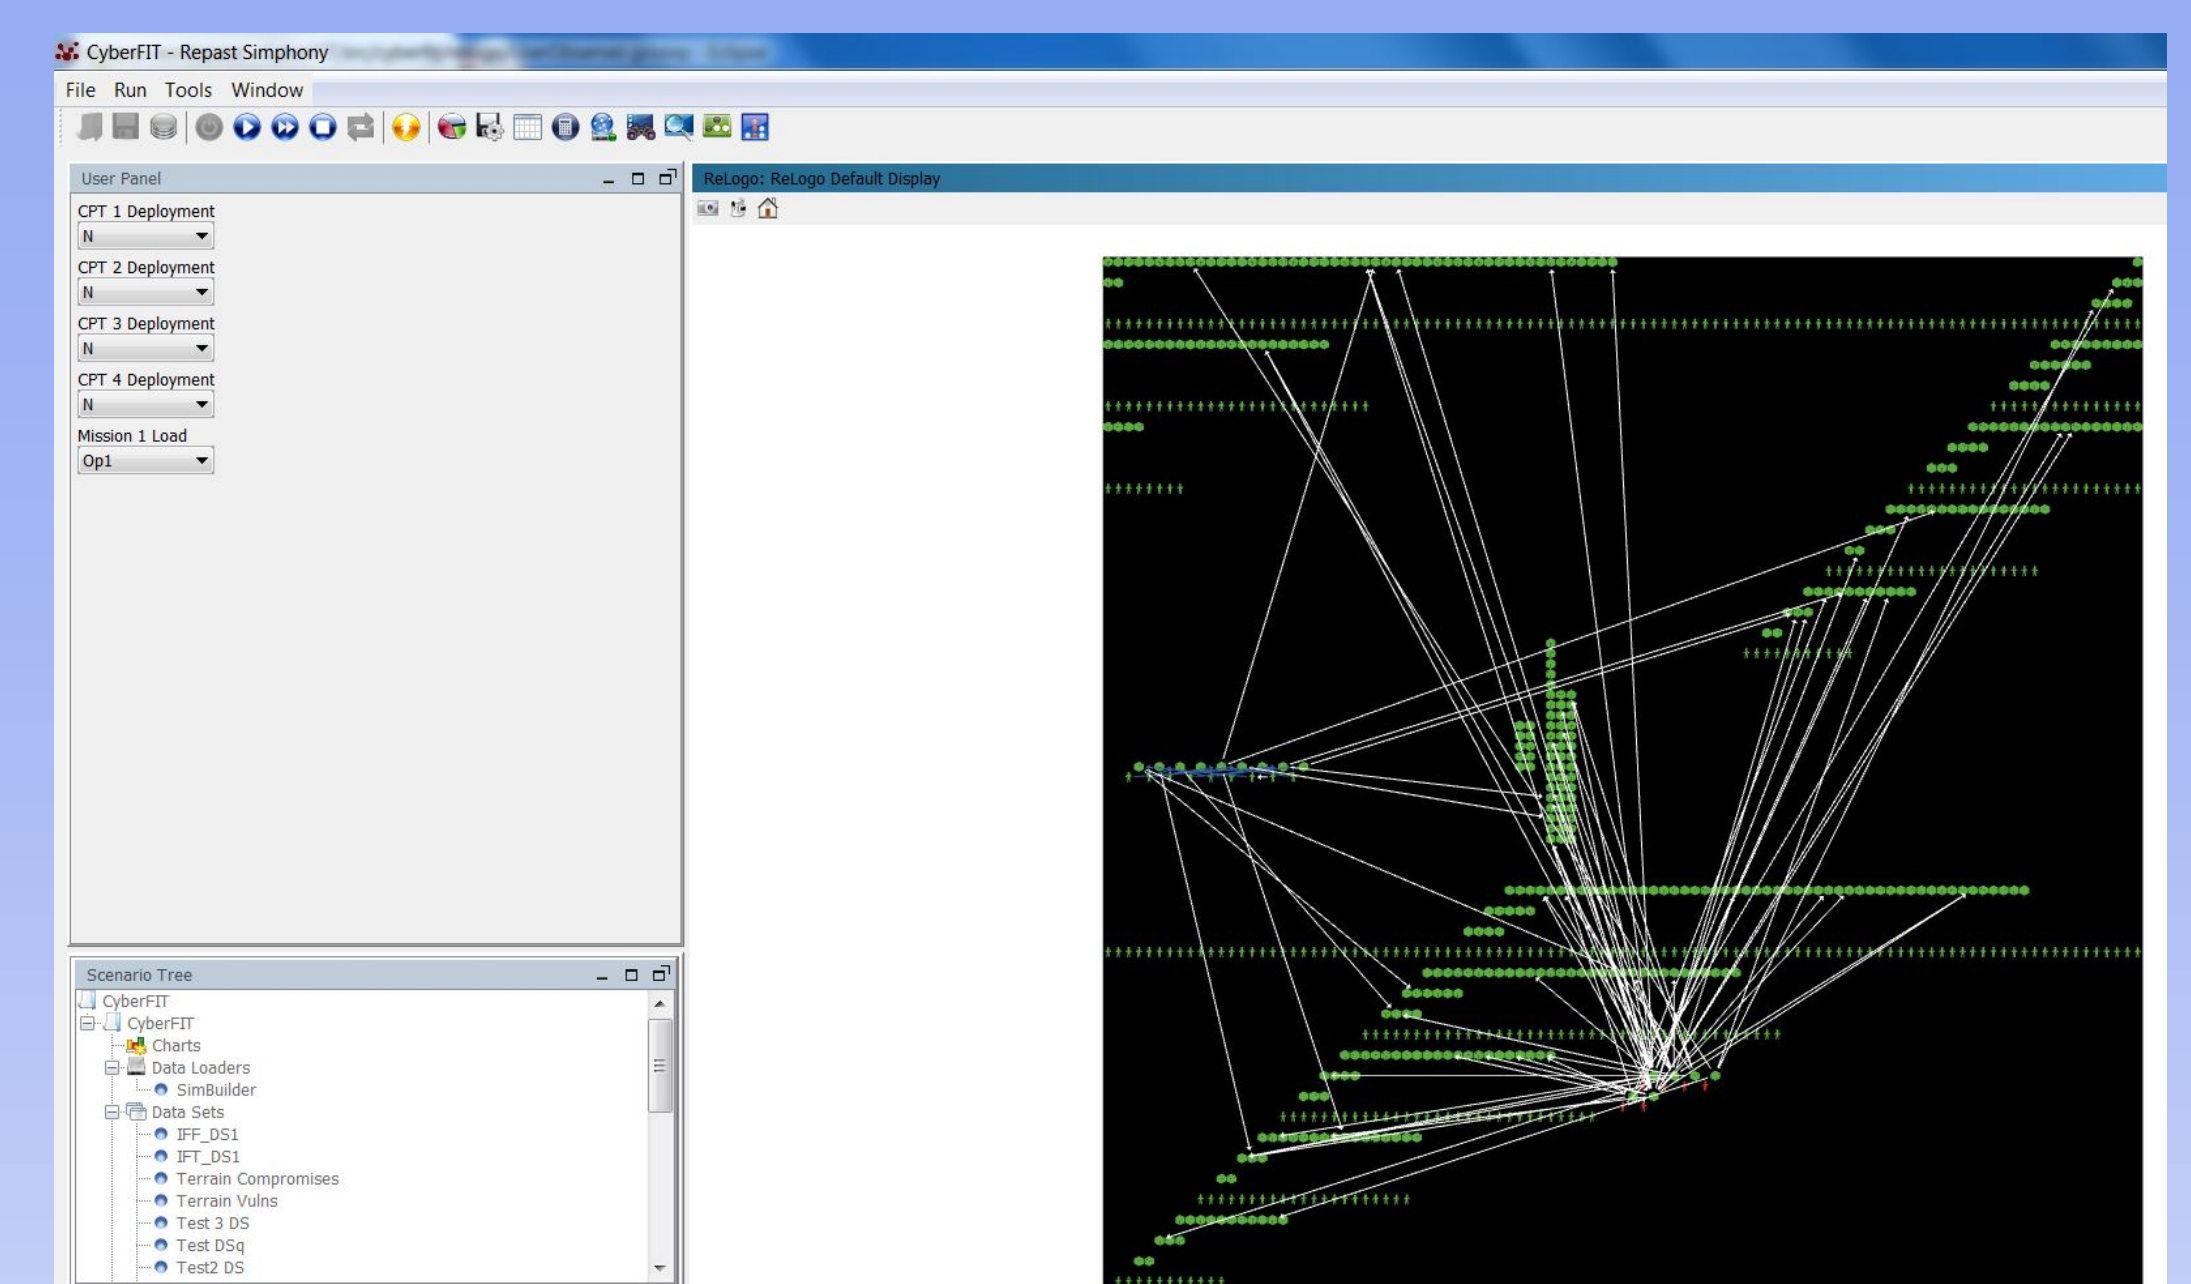 CyberFIT - Repast Simphony
File Run Tools Window
User Panel
CPT 1 Deployment
N
CPT 2 Deployment
N
CPT 3 Deployment
N
CPT 4 Deployment
N
Mission 1 Load
Op1
Scenario Tree
CyberFIT
CyberFIT
Charts
Data Loaders
SimBuilder
Data Sets
IFF_DS1
IFT_DS1
Terrain Compromises
Terrain Vulns
Test 3 DS
Test DSq
Test2 DS
ReLogo: ReLogo Default Display